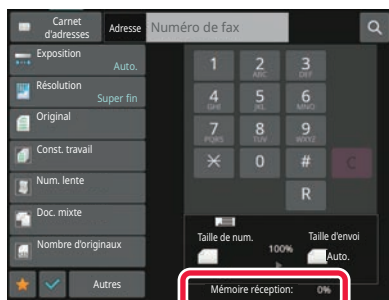 Carnet
d'adresses
Adresse
Numéro de fax
Exposition
Auto.
Résolution
Super fin
Original
Const. travail
Num. lente
Doc. mixte
Nombre d'originaux
Autres
1
2
ABC
3
DEF
4
GHI
5
JKL
6
MNO
7
PQRS
8
TUV
9
WXYZ
0
#
C
R
Taille de num.
100%
Taille d'envoi
Auto.
Mémoire réception: 0%